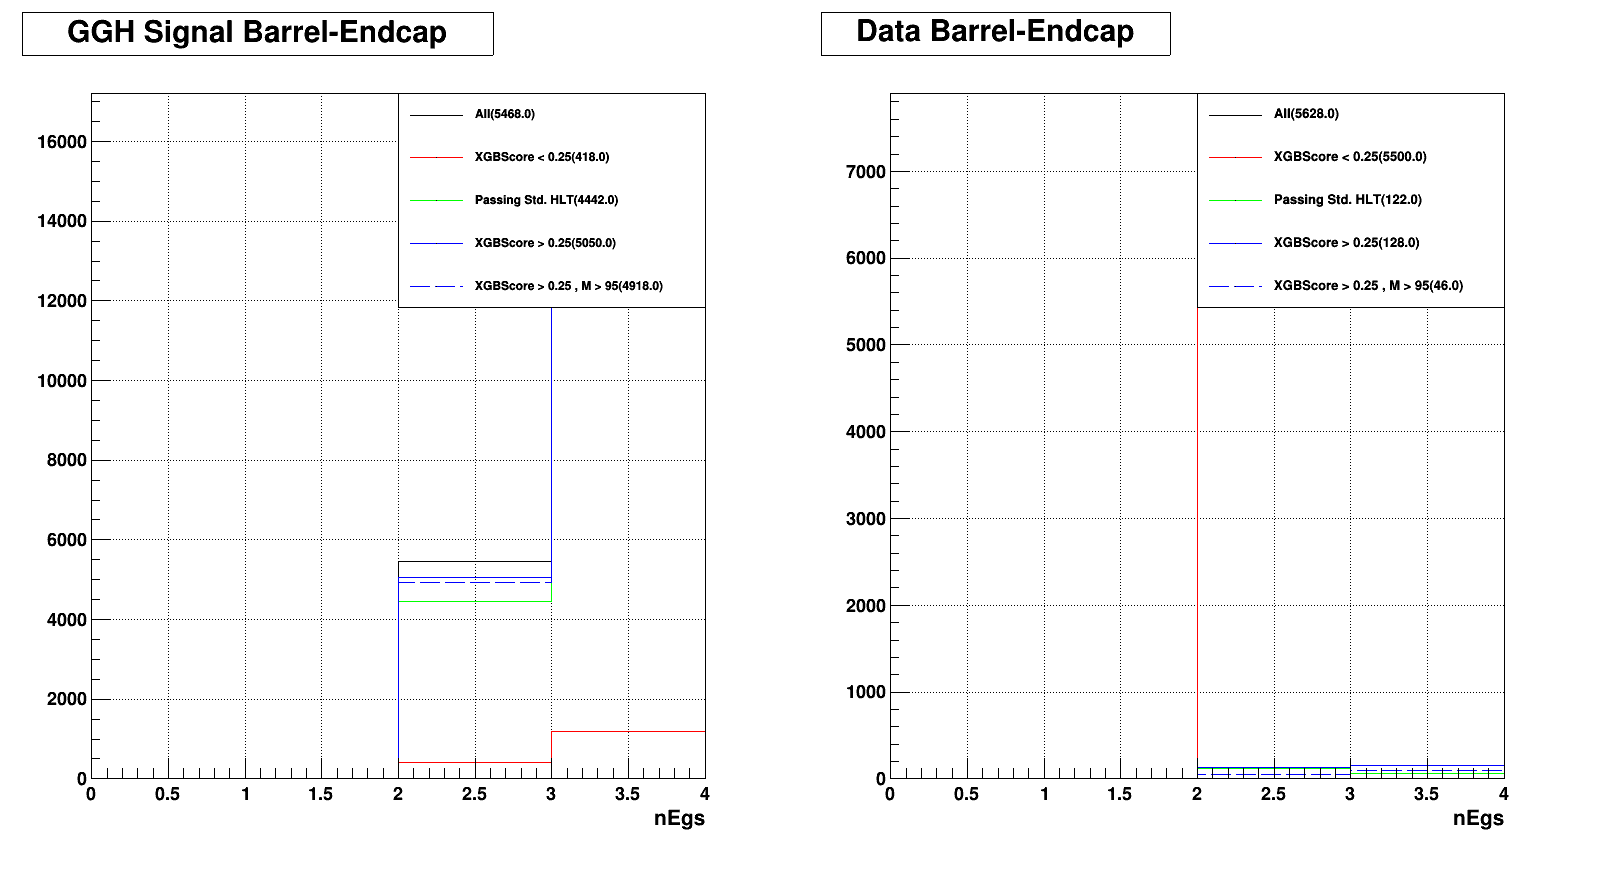 GGH Signal Barrel-Endcap
All(5468.0)
XGBScore < 0.25(418.0)
Passing Std. HLT(4442.0)
XGBScore > 0.25(5050.0)
XGBScore > 0.25 , M > 95(4918.0)
16000
14000
12000
10000
8000
6000
4000
2000
0
0 0.5 1 1.5 2 2.5 3 3.5 4
nEgs
Data Barrel-Endcap
All(5628.0)
XGBScore < 0.25(5500.0)
Passing Std. HLT(122.0)
XGBScore > 0.25(128.0)
XGBScore > 0.25 , M > 95(46.0)
7000
6000
5000
4000
3000
2000
1000
0
0 0.5 1 1.5 2 2.5 3 3.5 4
nEgs